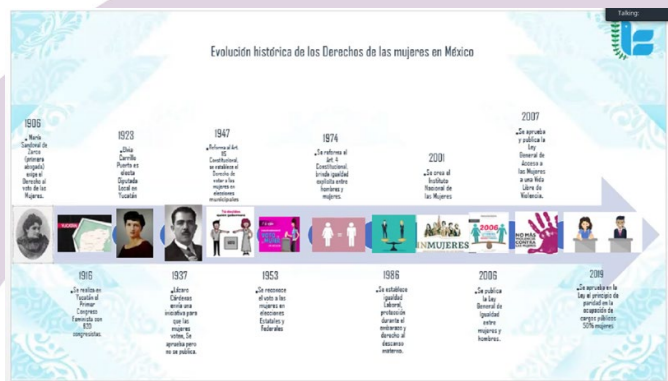 Talking:
Evolución histórica de los Derechos de las mujeres en México
1906
María
Sandoval de
Zarco
(primera
abogada)
exige el
Derecho al
voto de las
Mujeres.
1923
Elvia
Carrillo
Puerto es
electa
Diputada
Local en
Yucatán
1947
Reforma al Art.
115
Constitucional,
se establece el
Derecho de
votar a las
mujeres en
elecciones
municipales
1974
Se reforma el
Art. 4
Constitucional,
brinda igualdad
explícita entre
hombres y
mujeres.
2001
Se crea el
Instituto
Nacional de
las Mujeres
2007
Se aprueba
y publica la
Ley
General de
Acceso a
las Mujeres
a una Vida
Libre de
Violencia.
INMUJERES
2006
NO MÁS
VIOLENCIA
CONTRA
LAS MUJERES
1916
Se realiza en
Yucatán el
Primer
Congreso
Feminista con
620
congresistas.
1937
Lázaro
Cárdenas
envía una
iniciativa para
que las
mujeres
voten, Se
aprueba pero
no se publica.
1953
Se reconoce
el voto a las
mujeres en
elecciones
Estatales y
Federales
1986
Se establece
igualdad
Laboral,
protección
durante el
embarazo y
derecho al
descanso
materno.
2006
Se publica
la Ley
General de
Igualdad
entre
mujeres y
hombres.
2019
Se aprueba en la
Ley el principio de
paridad en la
ocupación de
cargos públicos
50% mujeres